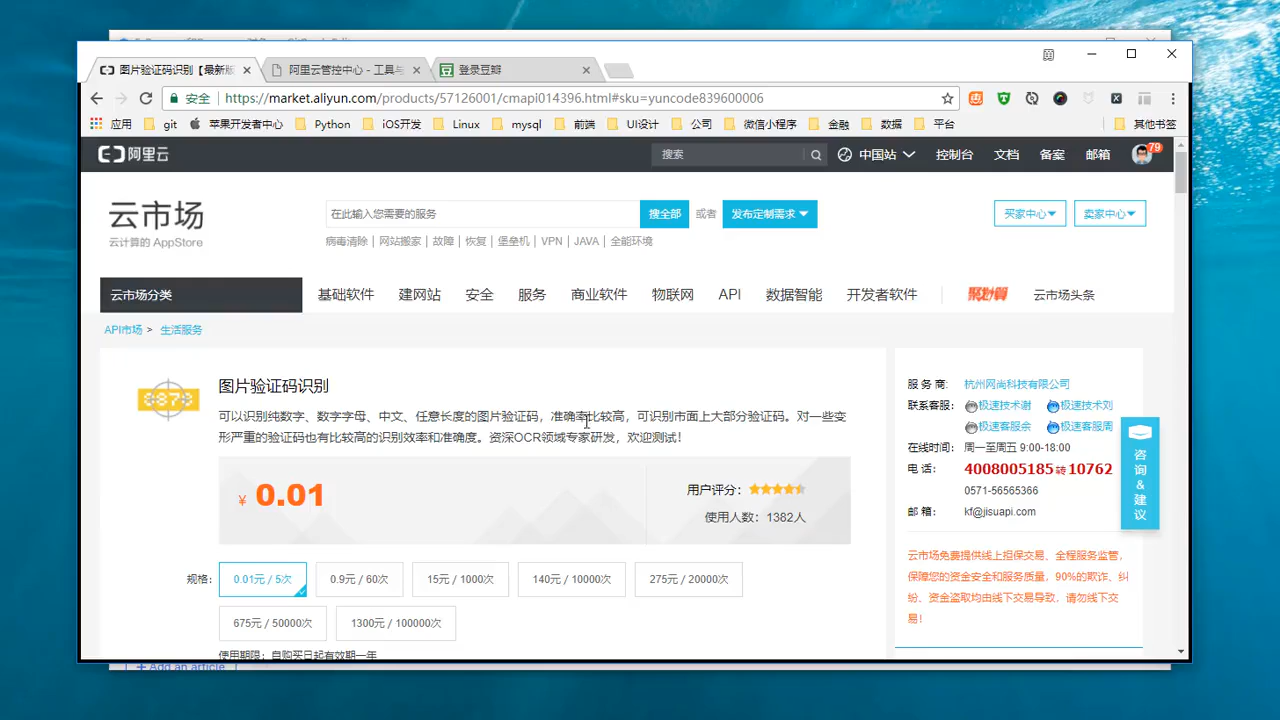 图片验证码识别【最新版
阿里云管控中心 - 工具与
登录豆瓣
安全
https://market.aliyun.com/products/57126001/cmapi014396.html#sku=yuncode839600006
应用 git 苹果开发者中心 Python iOS开发 Linux mysql 前端 UI设计 公司 微信小程序 金融 数据 平台 其他书签
阿里云 搜索 中国站 控制台 文档 备案 邮箱 79
云市场
云计算的 AppStore
在此输入您需要的服务 搜全部 或者 发布定制需求 买家中心 卖家中心
病毒清除 | 网站搬家 | 故障 | 恢复 | 堡垒机 | VPN | JAVA | 全能环境
云市场分类 基础软件 建网站 安全 服务 商业软件 物联网 API 数据智能 开发者软件 聚划算 云市场头条
API市场 > 生活服务
图片验证码识别
可以识别纯数字、数字字母、中文、任意长度的图片验证码，准确率比较高，可识别市面上大部分验证码。对一些变
形严重的验证码也有比较高的识别效率和准确度。资深OCR领域专家研发，欢迎测试！
¥ 0.01
用户评分：
使用人数： 1382人
规格： 0.01元 / 5次 0.9元 / 60次 15元 / 1000次 140元 / 10000次 275元 / 20000次
675元 / 50000次 1300元 / 100000次
使用期限：自购买日起有效期一年
服 务 商： 杭州网尚科技有限公司
联系客服： 极速技术谢 极速技术刘
极速客服余 极速客服周
在线时间： 周一至周五 9:00-18:00
电 话： 4008005185转10762
0571-56565366
邮 箱： kf@jisuapi.com
云市场免费提供线上担保交易、全程服务监管，
保障您的资金安全和服务质量，90%的欺诈、纠
纷、资金盗取均由线下交易导致，请勿线下交
易！
咨
询
&
建
议
+ Add an article